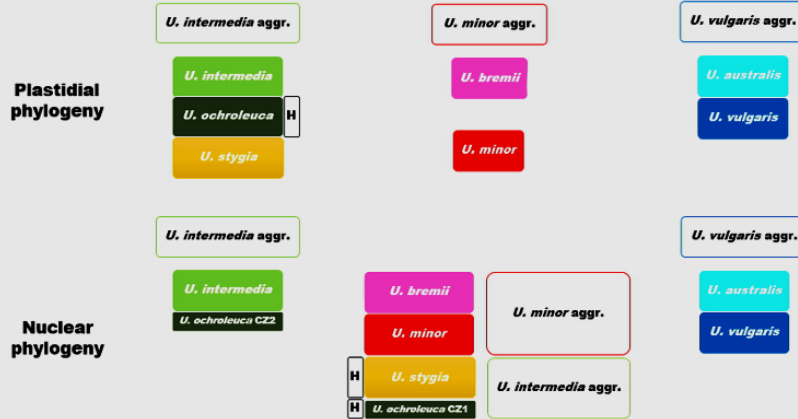 U. intermedia aggr.
U. minor aggr.
U. vulgaris aggr.
Plastidial
phylogeny
U. intermedia
U. ochroleuca
H
U. stygia
U. bremii
U. minor
U. australis
U. vulgaris
U. intermedia aggr.
U. vulgaris aggr.
Nuclear
phylogeny
U. intermedia
U. ochroleuca CZ2
U. bremii
U. minor
U. minor aggr.
H
U. stygia
H
U. ochroleuca CZ1
U. intermedia aggr.
U. australis
U. vulgaris